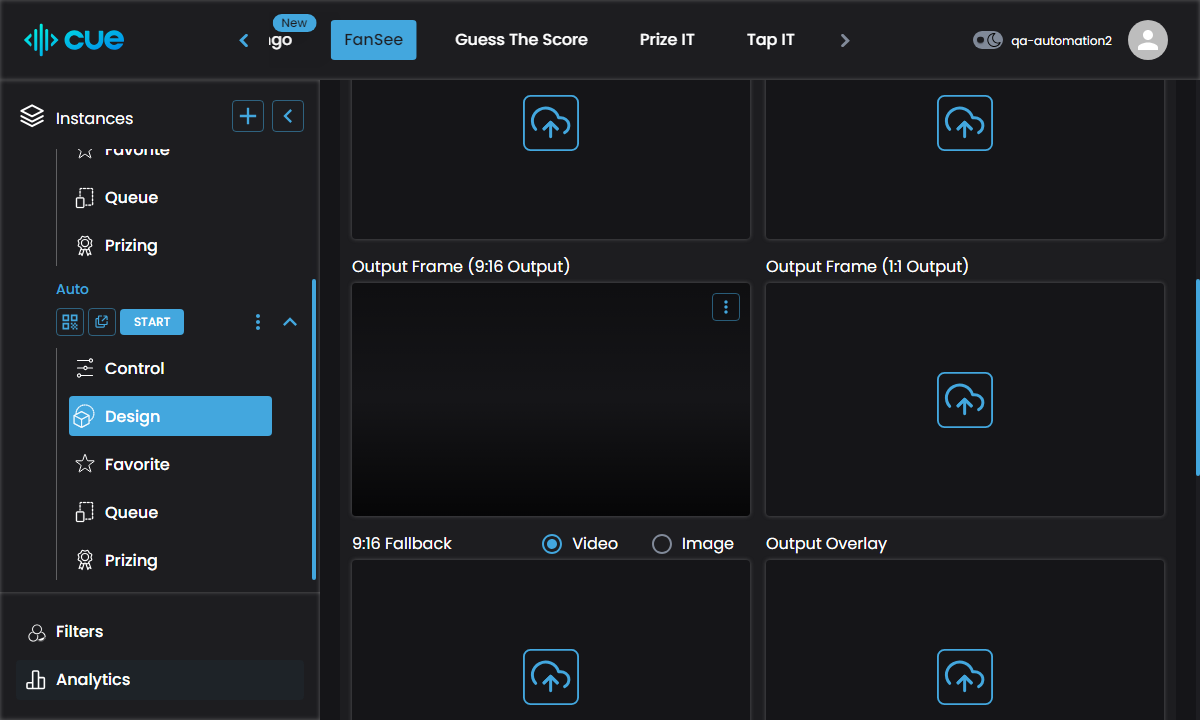 cue
New
FanSee
Guess The Score
Prize IT
Tap IT
qa-automation2
Instances
Favorite
Queue
Prizing
Auto
START
Control
Design
Favorite
Queue
Prizing
Filters
Analytics
Output Frame (9:16 Output)
Output Frame (1:1 Output)
9:16 Fallback
Video
Image
Output Overlay